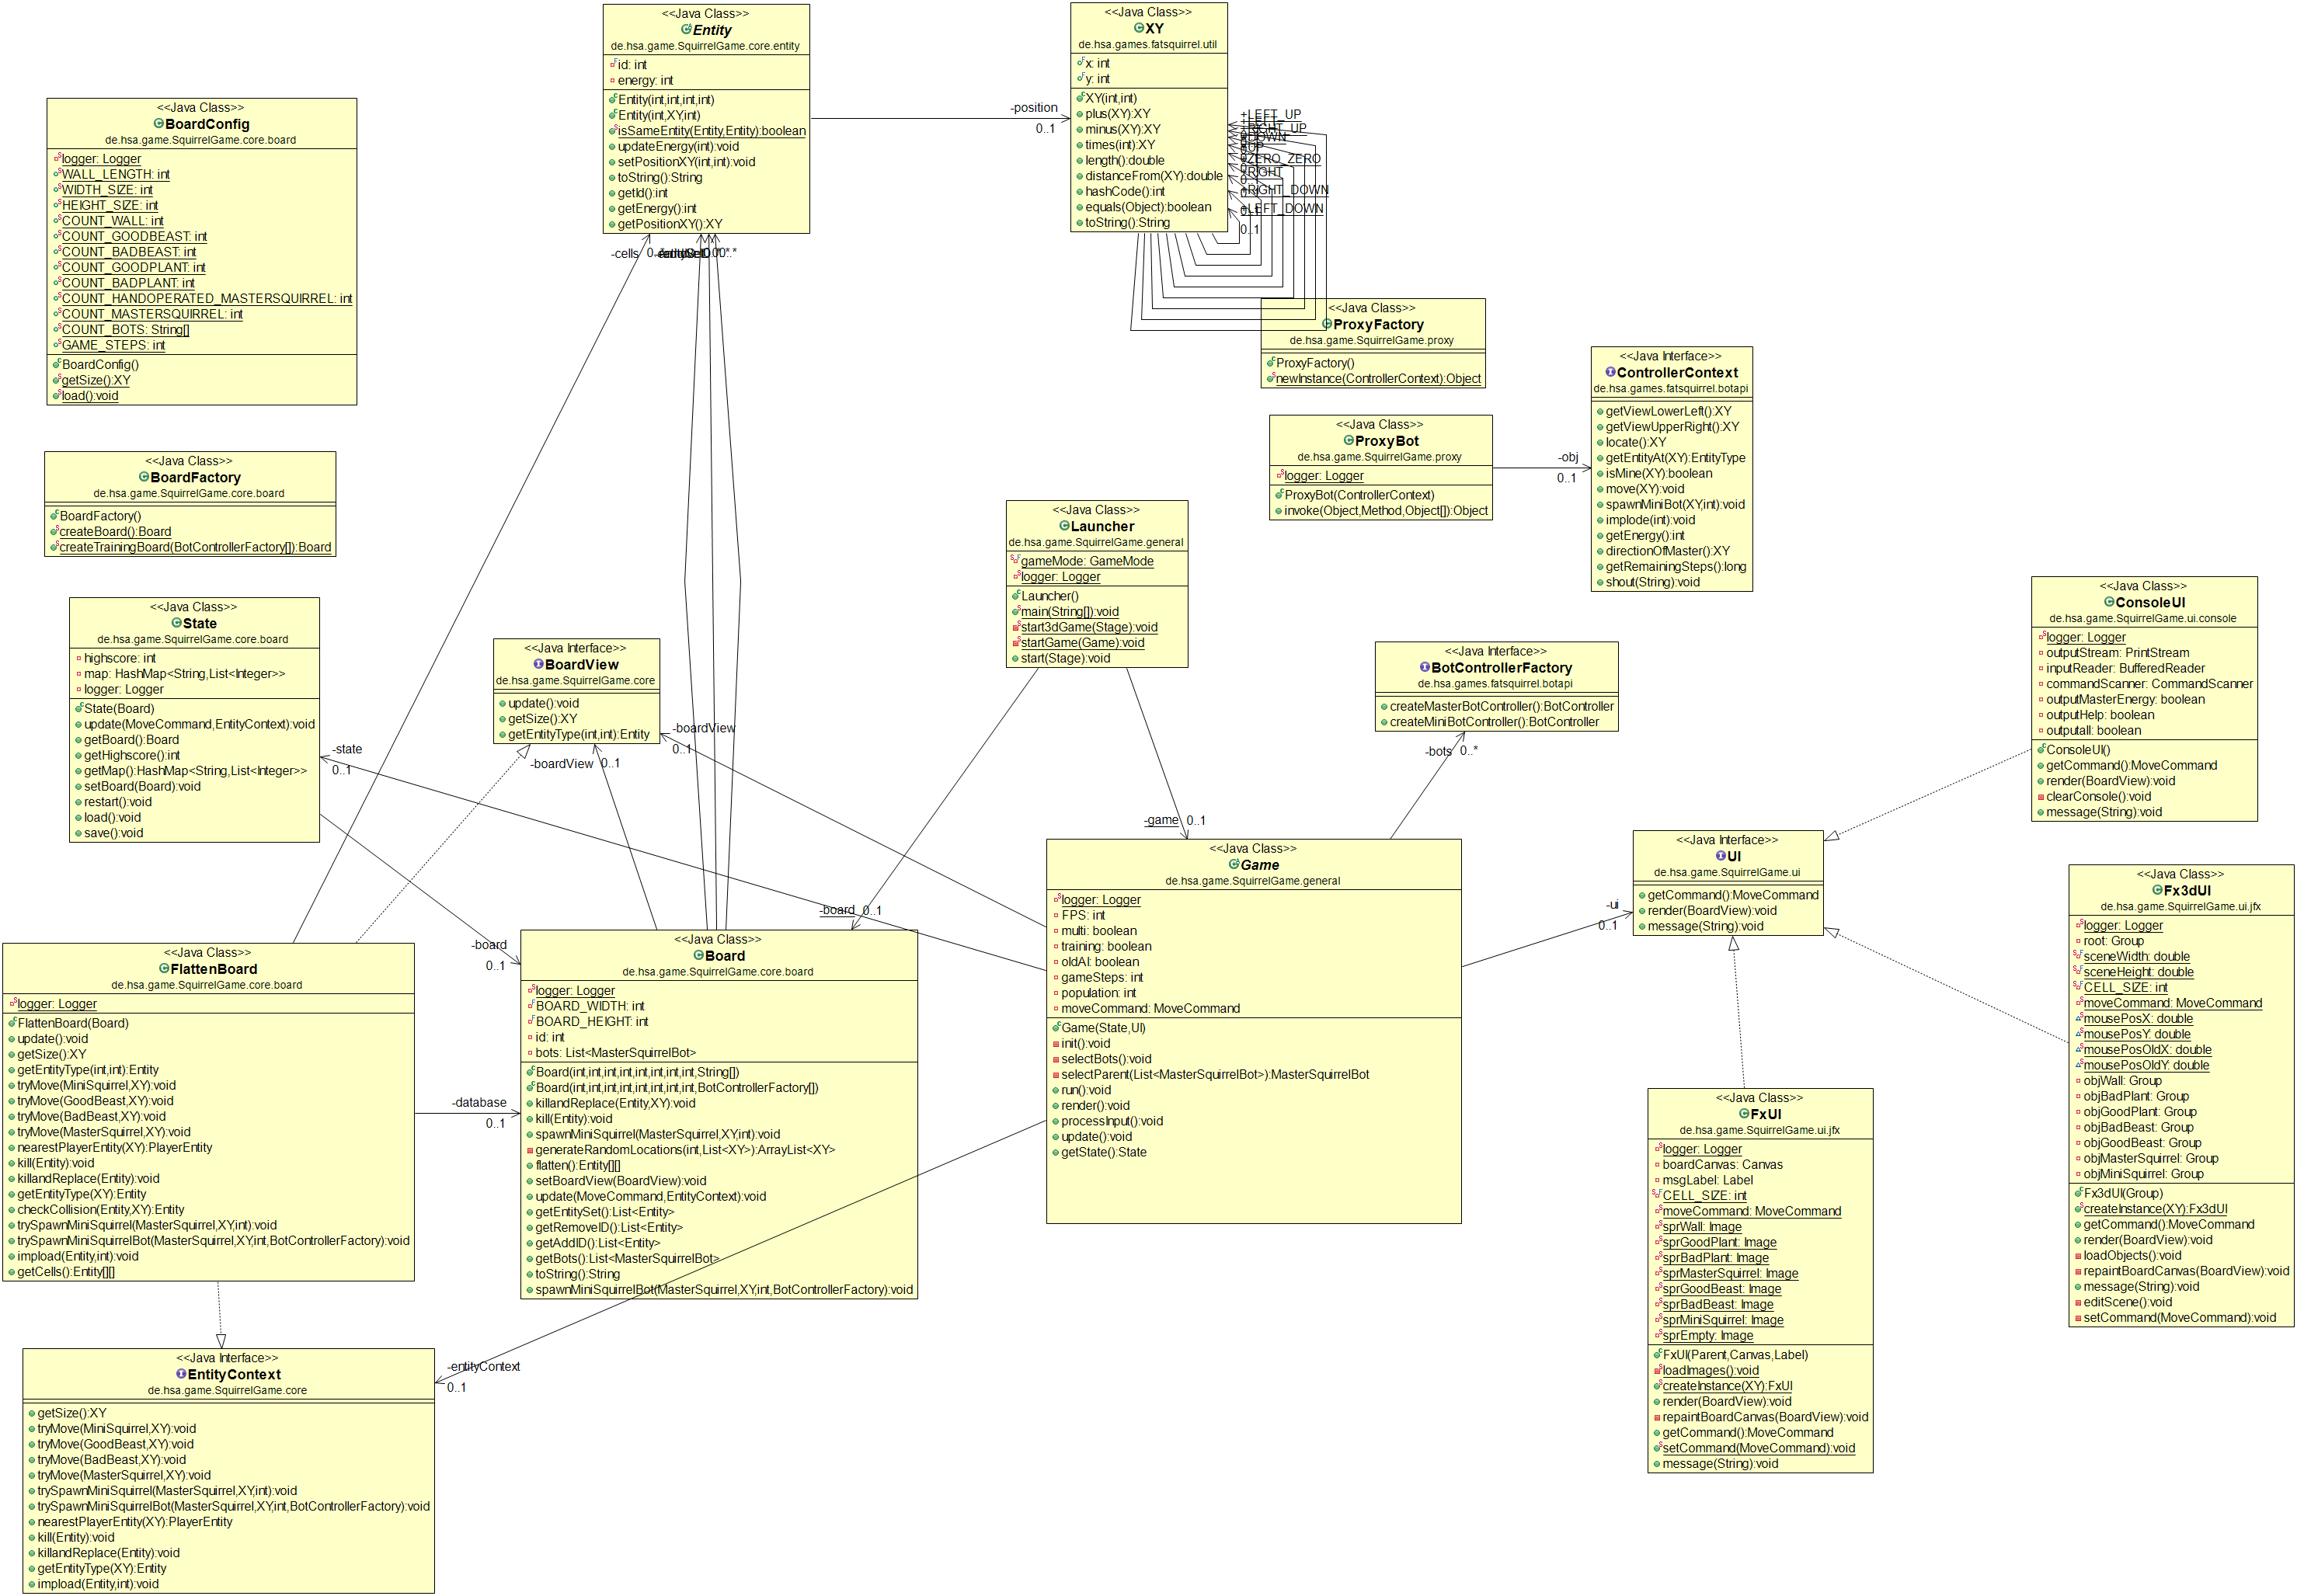 <<Java Class>>
Entity
de.hsa.game.SquirrelGame.core.entity
id: int
energy: int
Entity(int,int,int,int)
Entity(int,XY,int)
isSameEntity(Entity,Entity):boolean
updateEnergy(int):void
setPositionXY(int,int):void
toString():String
getId():int
getEnergy():int
getPositionXY():XY
-position
0..1
<<Java Class>>
XY
de.hsa.games.fatsquirrel.util
x: int
y: int
XY(int,int)
plus(XY):XY
minus(XY):XY
times(int):XY
length():double
distanceFrom(XY):double
hashCode():int
equals(Object):boolean
toString():String
+LEFT_UP
+RIGHT_DOWN
+LEFT_DOWN
0..1
<<Java Class>>
BoardConfig
de.hsa.game.SquirrelGame.core.board
logger: Logger
WALL_LENGTH: int
WIDTH_SIZE: int
HEIGHT_SIZE: int
COUNT_WALL: int
COUNT_GOODBEAST: int
COUNT_BADBEAST: int
COUNT_GOODPLANT: int
COUNT_BADPLANT: int
COUNT_HANDOPERATED_MASTERSQUIRREL: int
COUNT_MASTERSQUIRREL: int
COUNT_BOTS: String[]
GAME_STEPS: int
BoardConfig()
getSize():XY
load():void
-cells
<<Java Class>>
ProxyFactory
de.hsa.game.SquirrelGame.proxy
ProxyFactory()
newInstance(ControllerContext):Object
<<Java Class>>
ProxyBot
de.hsa.game.SquirrelGame.proxy
logger: Logger
ProxyBot(ControllerContext)
invoke(Object,Method,Object[]):Object
-obj
0..1
<<Java Interface>>
ControllerContext
de.hsa.games.fatsquirrel.botapi
getViewLowerLeft():XY
getViewUpperRight():XY
locate():XY
getEntityAt(XY):EntityType
isMine(XY):boolean
move(XY):void
spawnMiniBot(XY,int):void
implode(int):void
getEnergy():int
directionOfMaster():XY
getRemainingSteps():long
shout(String):void
<<Java Class>>
BoardFactory
de.hsa.game.SquirrelGame.core.board
BoardFactory()
createBoard():Board
createTrainingBoard(BotControllerFactory[]):Board
<<Java Class>>
Launcher
de.hsa.game.SquirrelGame.general
gameMode: GameMode
logger: Logger
Launcher()
main(String[]):void
start3dGame(Stage):void
startGame(Game):void
start(Stage):void
<<Java Class>>
State
de.hsa.game.SquirrelGame.core.board
highscore: int
map: HashMap<String,List<Integer>>
logger: Logger
State(Board)
update(MoveCommand,EntityContext):void
getBoard():Board
getHighscore():int
getMap():HashMap<String,List<Integer>>
setBoard(Board):void
restart():void
load():void
save():void
-state
0..1
<<Java Interface>>
BoardView
de.hsa.game.SquirrelGame.core
update():void
getSize():XY
getEntityType(int,int):Entity
-boardView
0..1
-boardView
0..1
<<Java Interface>>
BotControllerFactory
de.hsa.games.fatsquirrel.botapi
createMasterBotController():BotController
createMiniBotController():BotController
-bots
0..*
<<Java Class>>
ConsoleUI
de.hsa.game.SquirrelGame.ui.console
logger: Logger
outputStream: PrintStream
inputReader: BufferedReader
commandScanner: CommandScanner
outputMasterEnergy: boolean
outputHelp: boolean
outputall: boolean
ConsoleUI()
getCommand():MoveCommand
render(BoardView):void
clearConsole():void
message(String):void
-game
0..1
-board
0..1
<<Java Class>>
Game
de.hsa.game.SquirrelGame.general
logger: Logger
FPS: int
multi: boolean
training: boolean
oldAI: boolean
gameSteps: int
population: int
moveCommand: MoveCommand
Game(State,UI)
init():void
selectBots():void
selectParent(List<MasterSquirrelBot>):MasterSquirrelBot
run():void
render():void
processInput():void
update():void
getState():State
-ui
0..1
<<Java Interface>>
UI
de.hsa.game.SquirrelGame.ui
getCommand():MoveCommand
render(BoardView):void
message(String):void
<<Java Class>>
Fx3dUI
de.hsa.game.SquirrelGame.ui.jfx
logger: Logger
root: Group
sceneWidth: double
sceneHeight: double
CELL_SIZE: int
moveCommand: MoveCommand
mousePosX: double
mousePosY: double
mousePosOldX: double
mousePosOldY: double
objWall: Group
objBadPlant: Group
objGoodPlant: Group
objBadBeast: Group
objGoodBeast: Group
objMasterSquirrel: Group
objMiniSquirrel: Group
Fx3dUI(Group)
createInstance(XY):Fx3dUI
getCommand():MoveCommand
render(BoardView):void
loadObjects():void
repaintBoardCanvas(BoardView):void
message(String):void
editScene():void
setCommand(MoveCommand):void
<<Java Class>>
FlattenBoard
de.hsa.game.SquirrelGame.core.board
logger: Logger
FlattenBoard(Board)
update():void
getSize():XY
getEntityType(int,int):Entity
tryMove(MiniSquirrel,XY):void
tryMove(GoodBeast,XY):void
tryMove(BadBeast,XY):void
tryMove(MasterSquirrel,XY):void
nearestPlayerEntity(XY):PlayerEntity
kill(Entity):void
killandReplace(Entity):void
getEntityType(XY):Entity
checkCollision(Entity,XY):Entity
trySpawnMiniSquirrel(MasterSquirrel,XY,int):void
trySpawnMiniSquirrelBot(MasterSquirrel,XY,int,BotControllerFactory):void
impload(Entity,int):void
getCells():Entity[][]
-board
0..1
-database
0..1
<<Java Class>>
Board
de.hsa.game.SquirrelGame.core.board
logger: Logger
BOARD_WIDTH: int
BOARD_HEIGHT: int
id: int
bots: List<MasterSquirrelBot>
Board(int,int,int,int,int,int,int,int,int,String[])
Board(int,int,int,int,int,int,int,int,int,BotControllerFactory[])
killandReplace(Entity,XY):void
kill(Entity):void
spawnMiniSquirrel(MasterSquirrel,XY,int):void
generateRandomLocations(int,List<XY>):ArrayList<XY>
flatten():Entity[][]
setBoardView(BoardView):void
update(MoveCommand,EntityContext):void
getEntitySet():List<Entity>
getRemoveID():List<Entity>
getAddID():List<Entity>
getBots():List<MasterSquirrelBot>
toString():String
spawnMiniSquirrelBot(MasterSquirrel,XY,int,BotControllerFactory):void
<<Java Class>>
FxUI
de.hsa.game.SquirrelGame.ui.jfx
logger: Logger
boardCanvas: Canvas
msgLabel: Label
CELL_SIZE: int
moveCommand: MoveCommand
sprWall: Image
sprGoodPlant: Image
sprBadPlant: Image
sprMasterSquirrel: Image
sprGoodBeast: Image
sprBadBeast: Image
sprMiniSquirrel: Image
sprEmpty: Image
FxUI(Parent,Canvas,Label)
loadImages():void
createInstance(XY):FxUI
render(BoardView):void
repaintBoardCanvas(BoardView):void
getCommand():MoveCommand
setCommand(MoveCommand):void
message(String):void
-entityContext
0..1
<<Java Interface>>
EntityContext
de.hsa.game.SquirrelGame.core
getSize():XY
tryMove(MiniSquirrel,XY):void
tryMove(GoodBeast,XY):void
tryMove(BadBeast,XY):void
tryMove(MasterSquirrel,XY):void
trySpawnMiniSquirrel(MasterSquirrel,XY,int):void
trySpawnMiniSquirrelBot(MasterSquirrel,XY,int,BotControllerFactory):void
nearestPlayerEntity(XY):PlayerEntity
kill(Entity):void
killandReplace(Entity):void
getEntityType(XY):Entity
impload(Entity,int):void